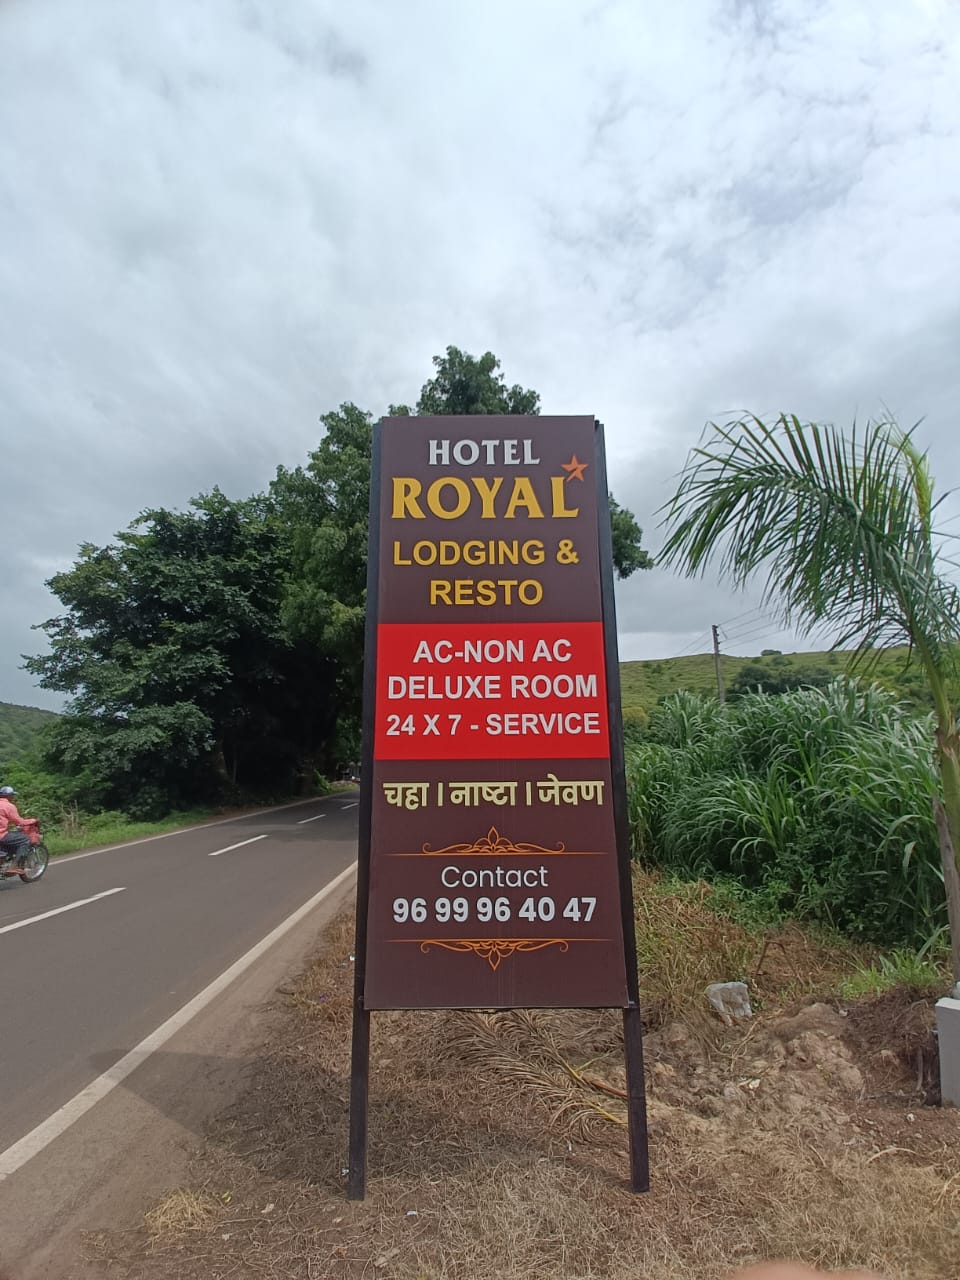 HOTEL
ROYAL
LODGING &
RESTO
AC-NON AC
DELUXE ROOM
24 X 7 - SERVICE
चहा । नाष्टा । जेवण
Contact
96 99 96 40 47